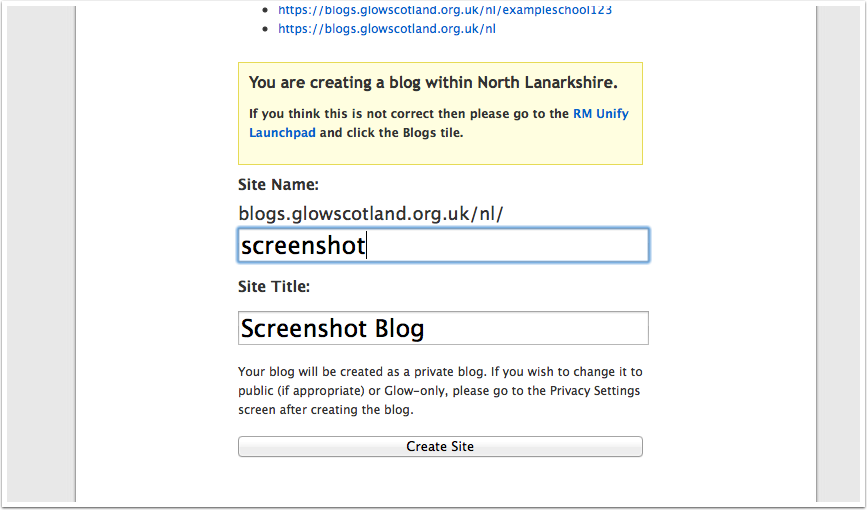 https://blogs.glowscotland.org.uk/nl/exampleschool123
https://blogs.glowscotland.org.uk/nl
You are creating a blog within North Lanarkshire.
If you think this is not correct then please go to the RM Unify
Launchpad and click the Blogs tile.
Site Name:
blogs.glowscotland.org.uk/nl/
screenshot
Site Title:
Screenshot Blog
Your blog will be created as a private blog. If you wish to change it to
public (if appropriate) or Glow-only, please go to the Privacy Settings
screen after creating the blog.
Create Site